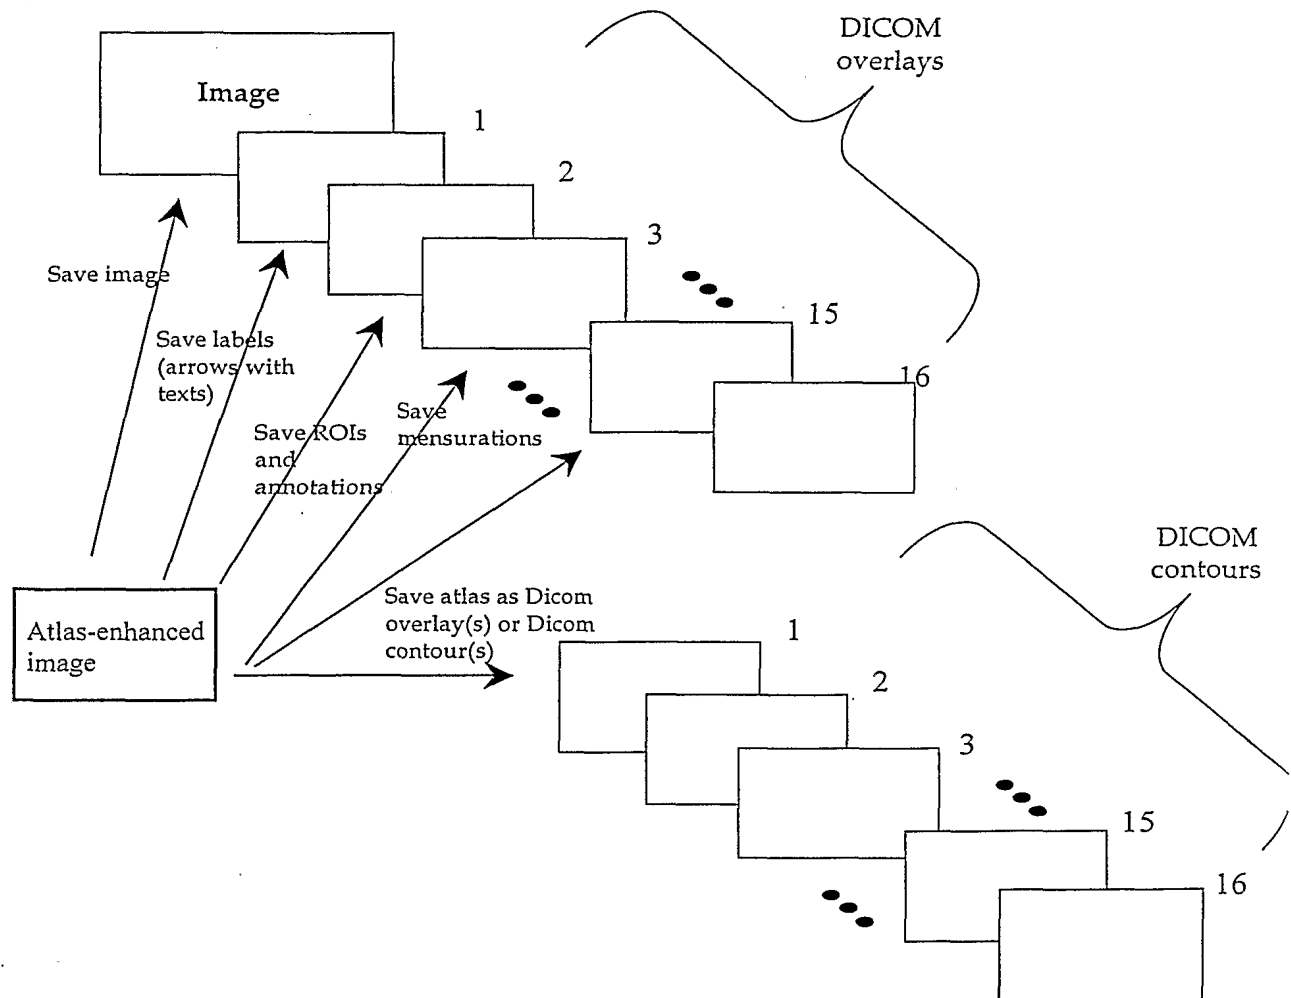 DICOM
overlays
Image
1
2
3
15
16
Save image
Save labels
(arrows with
texts)
Save ROIs
and
annotations
Save
mensurations
Atlas-enhanced
image
Save atlas as Dicom
overlay(s) or Dicom
contour(s)
DICOM
contours
1
2
3
15
16